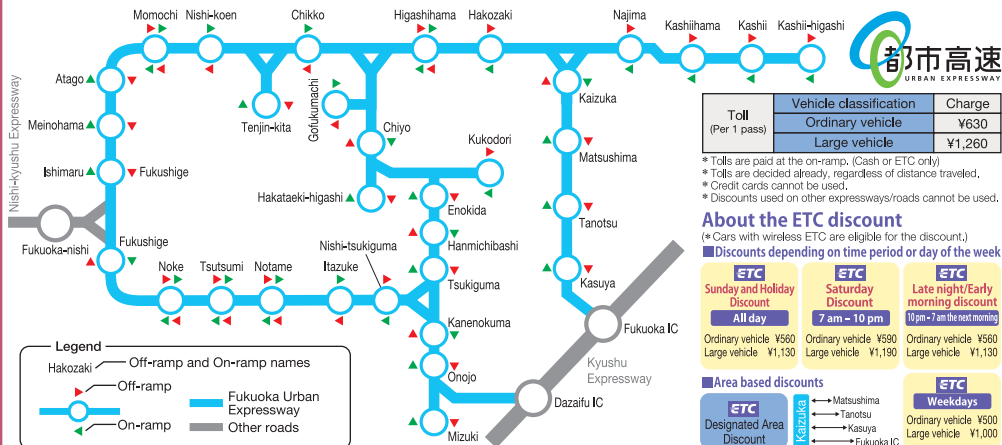 Momochi
Nishi-koen
Chikko
Higashihama
Hakozaki
Najima
Kashiihama
Kashii
Kashii-higashi
都市高速
URBAN EXPRESSWAY
Nishi-kyushu Expressway
Atago
Meinohama
Ishimaru
Fukushige
Fukuoka-nishi
Fukushige
Tenjin-kita
Gofukumachi
Chiyo
Kukodori
Hakataeki-higashi
Enokida
Hanmichibashi
Tsukiguma
Kanenokuma
Onojo
Mizuki
Kaizuka
Matsushima
Tanotsu
Kasuya
Fukuoka IC
Kyushu
Expressway
Dazaifu IC
Noke
Tsutsumi
Notame
Itazuke
Nishi-tsukiguma
Legend
Hakozaki
Off-ramp and On-ramp names
Off-ramp
On-ramp
Fukuoka Urban
Expressway
Other roads
Toll
(Per 1 pass)
Vehicle classification Charge
Ordinary vehicle ¥630
Large vehicle ¥1,260
* Tolls are paid at the on-ramp. (Cash or ETC only)
* Tolls are decided already, regardless of distance traveled.
* Credit cards cannot be used.
* Discounts used on other expressways/roads cannot be used.
About the ETC discount
(* Cars with wireless ETC are eligible for the discount.)
■Discounts depending on time period or day of the week
ETC
Sunday and Holiday
Discount
All day
Ordinary vehicle ¥560
Large vehicle ¥1,130
ETC
Saturday
Discount
7 am – 10 pm
Ordinary vehicle ¥590
Large vehicle ¥1,190
ETC
Late night/Early
morning discount
10 pm – 7 am the next morning
Ordinary vehicle ¥560
Large vehicle ¥1,130
■Area based discounts
ETC
Designated Area
Discount
Kaizuka
Matsushima
Tanotsu
Kasuya
Fukuoka IC
ETC
Weekdays
Ordinary vehicle ¥500
Large vehicle ¥1,000